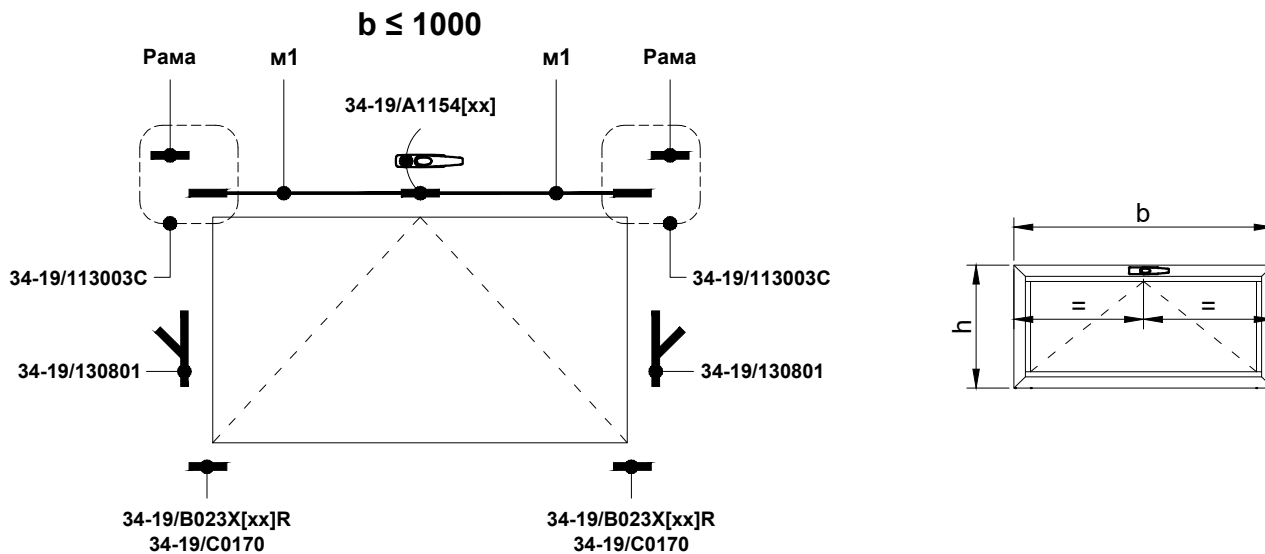 b ≤ 1000
Рама
м1
м1
Рама
34-19/A1154[xx]
34-19/113003C
34-19/113003C
34-19/130801
34-19/130801
34-19/B023X[xx]R
34-19/C0170
34-19/B023X[xx]R
34-19/C0170
b
h
=
=